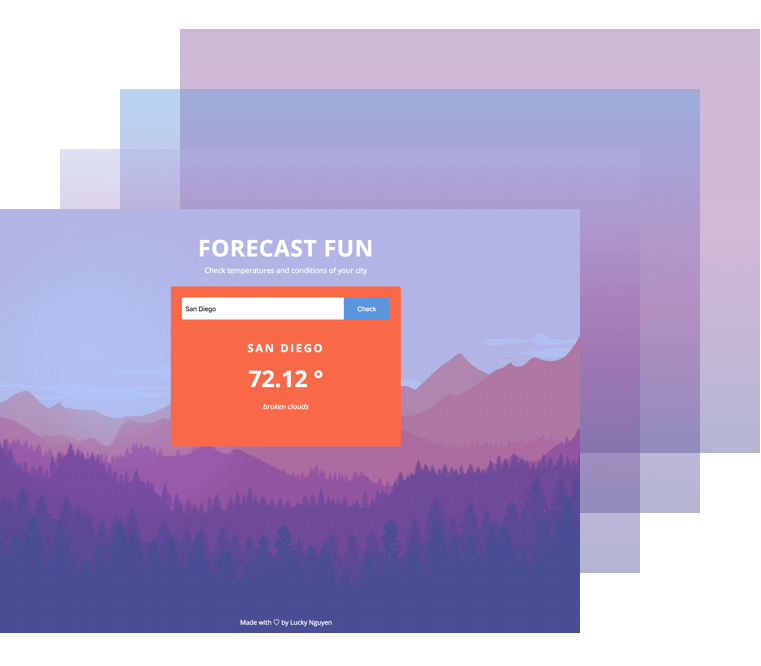 FORECAST FUN
Check temperatures and conditions of your city
San Diego Check
SAN DIEGO
72.12 °
broken clouds
Made with ♡ by Lucky Nguyen